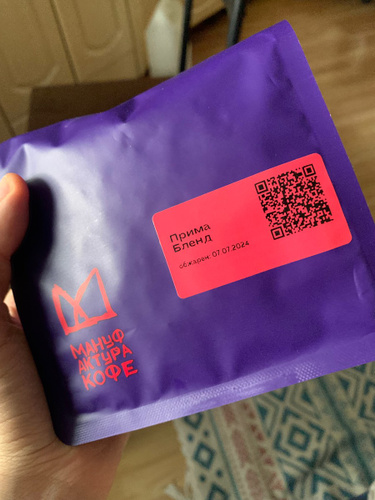 Прима
Бленд
обжарен: 07.07.2024
МАНУФ
АКТУРА
КОФЕ